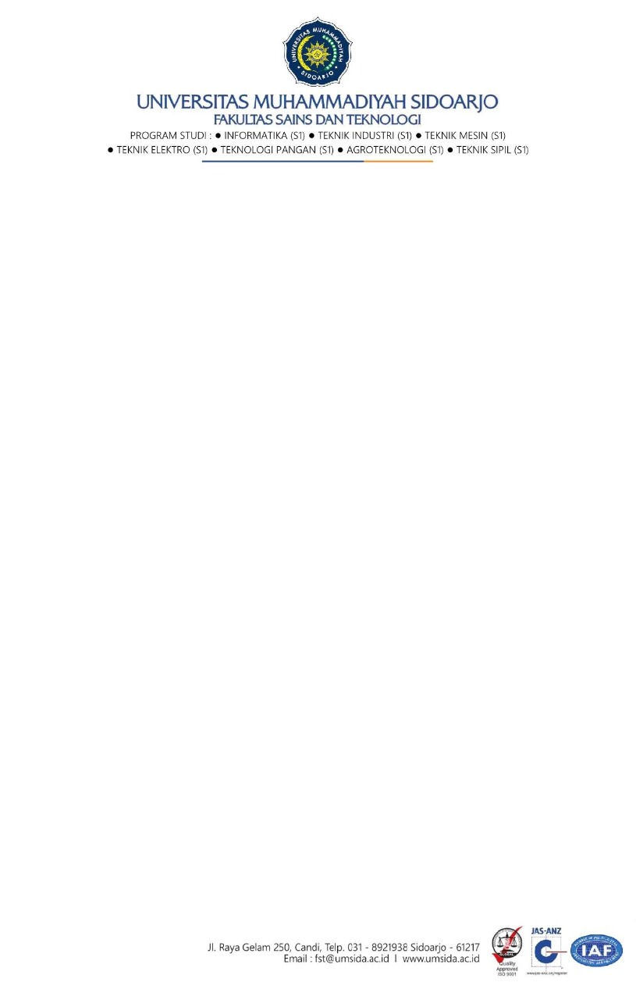 UNIVERSITAS MUHAMMADIYAH
SIDOARJO
UNIVERSITAS MUHAMMADIYAH SIDOARJO
FAKULTAS SAINS DAN TEKNOLOGI
PROGRAM STUDI : ● INFORMATIKA (S1) ● TEKNIK INDUSTRI (S1) ● TEKNIK MESIN (S1)
● TEKNIK ELEKTRO (S1) ● TEKNOLOGI PANGAN (S1) ● AGROTEKNOLOGI (S1) ● TEKNIK SIPIL (S1)
Jl. Raya Gelam 250, Candi, Telp. 031 - 8921938 Sidoarjo - 61217
Email : fst@umsida.ac.id I www.umsida.ac.id
GLOBAL
Quality
Approved
ISO 9001
JAS-ANZ
IAF